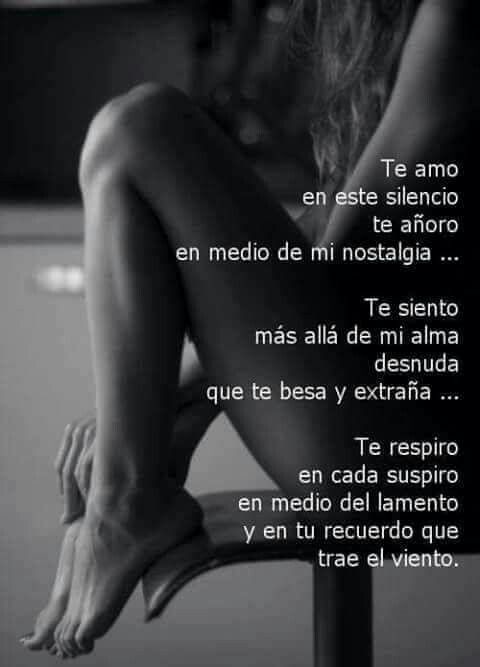 Te amo
en este silencio
te añoro
en medio de mi nostalgia ...
Te siento
más allá de mi alma
desnuda
que te besa y extraña ...
Te respiro
en cada suspiro
en medio del lamento
y en tu recuerdo que
trae el viento.